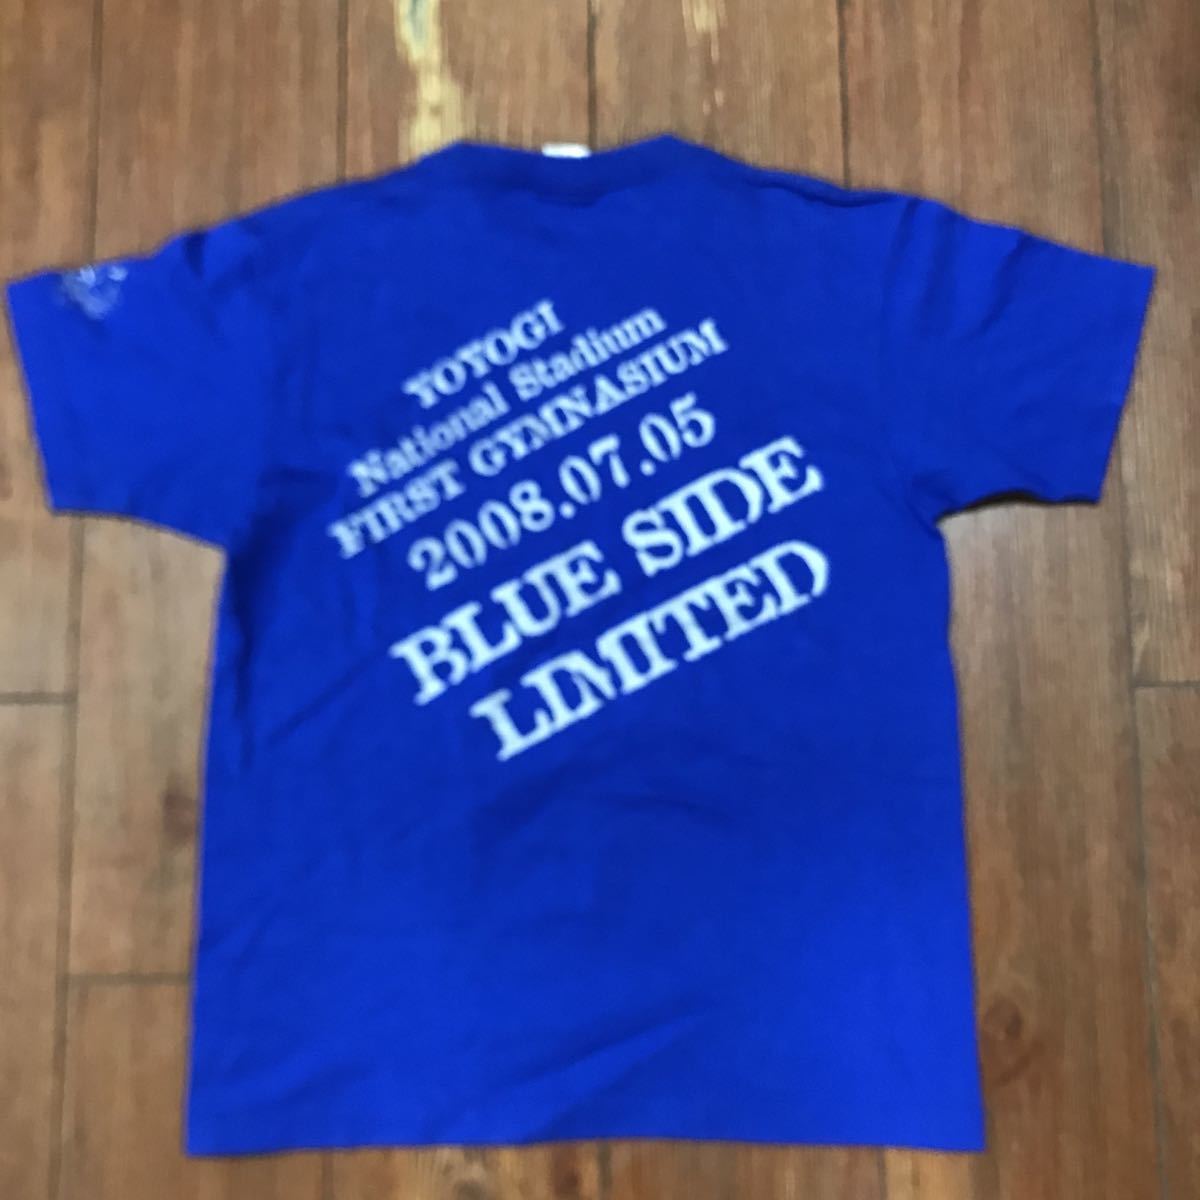 YOYOGI
National Stadium
FIRST GYMNASIUM
2008.07.05
BLUE SIDE
LIMITED